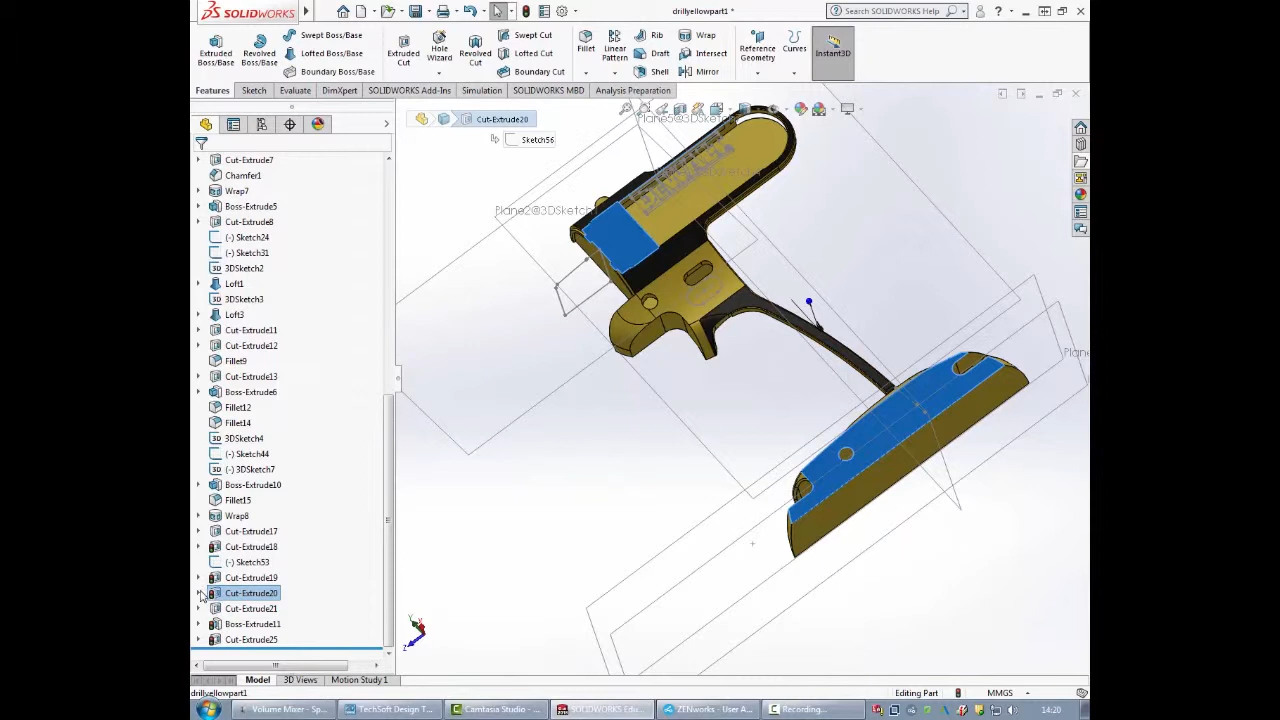 SOLIDWORKS
drillyellowpart1 *
Search SOLIDWORKS Help
Extruded Boss/Base
Revolved Boss/Base
Swept Boss/Base
Lofted Boss/Base
Boundary Boss/Base
Extruded Cut
Hole Wizard
Revolved Cut
Swept Cut
Lofted Cut
Boundary Cut
Fillet
Linear Pattern
Rib
Draft
Shell
Wrap
Intersect
Mirror
Reference Geometry
Curves
Instant3D
Features
Sketch
Evaluate
DimXpert
SOLIDWORKS Add-Ins
Simulation
SOLIDWORKS MBD
Analysis Preparation
Cut-Extrude20
Sketch56
Plane5@3DSketch
Plane2@3DSketch
Cut-Extrude7
Chamfer1
Wrap7
Boss-Extrude5
Cut-Extrude8
(-) Sketch24
(-) Sketch31
3DSketch2
Loft1
3DSketch3
Loft3
Cut-Extrude11
Cut-Extrude12
Fillet9
Cut-Extrude13
Boss-Extrude6
Fillet12
Fillet14
3DSketch4
(-) Sketch44
(-) 3DSketch7
Boss-Extrude10
Fillet15
Wrap8
Cut-Extrude17
Cut-Extrude18
(-) Sketch53
Cut-Extrude19
Cut-Extrude20
Cut-Extrude21
Boss-Extrude11
Cut-Extrude25
Plane
Model
3D Views
Motion Study 1
drillyellowpart1
Editing Part
MMGS
Volume Mixer - Sp...
TechSoft Design T...
Camtasia Studio - ...
SOLIDWORKS Edu...
ZENworks - User A...
Recording...
14:20